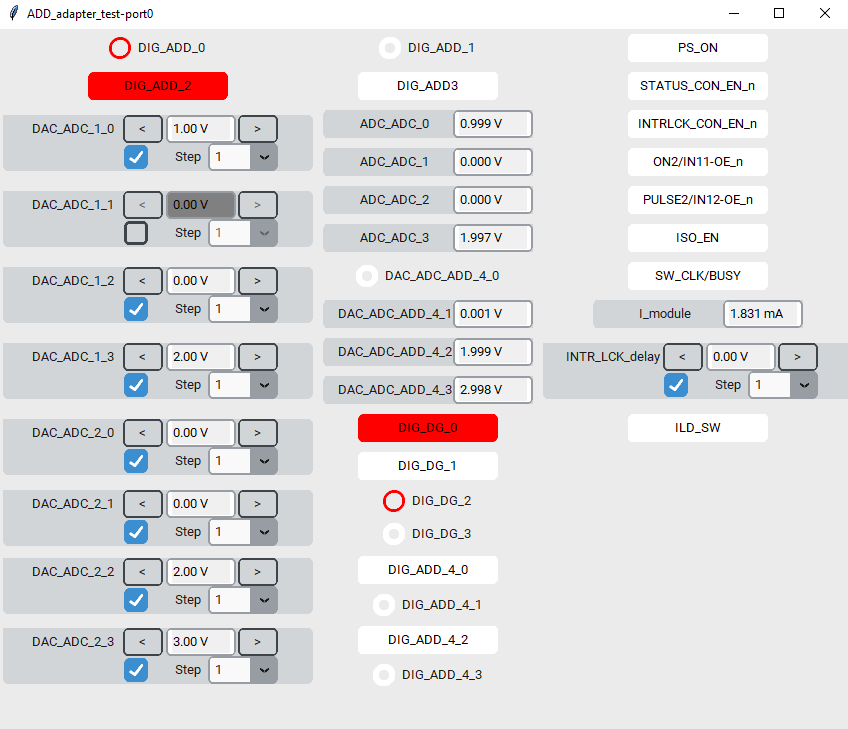 ADD_adapter_test-port0
DIG_ADD_0
DIG_ADD_2
DAC_ADC_1_0 < 1.00 V >
Step 1
DAC_ADC_1_1 < 0.00 V >
Step 1
DAC_ADC_1_2 < 0.00 V >
Step 1
DAC_ADC_1_3 < 2.00 V >
Step 1
DAC_ADC_2_0 < 0.00 V >
Step 1
DAC_ADC_2_1 < 0.00 V >
Step 1
DAC_ADC_2_2 < 2.00 V >
Step 1
DAC_ADC_2_3 < 3.00 V >
Step 1
DIG_ADD_1
DIG_ADD3
ADC_ADC_0 0.999 V
ADC_ADC_1 0.000 V
ADC_ADC_2 0.000 V
ADC_ADC_3 1.997 V
DAC_ADC_ADD_4_0
DAC_ADC_ADD_4_1 0.001 V
DAC_ADC_ADD_4_2 1.999 V
DAC_ADC_ADD_4_3 2.998 V
DIG_DG_0
DIG_DG_1
DIG_DG_2
DIG_DG_3
DIG_ADD_4_0
DIG_ADD_4_1
DIG_ADD_4_2
DIG_ADD_4_3
PS_ON
STATUS_CON_EN_n
INTRLCK_CON_EN_n
ON2/IN11-OE_n
PULSE2/IN12-OE_n
ISO_EN
SW_CLK/BUSY
I_module 1.831 mA
INTR_LCK_delay < 0.00 V >
Step 1
ILD_SW